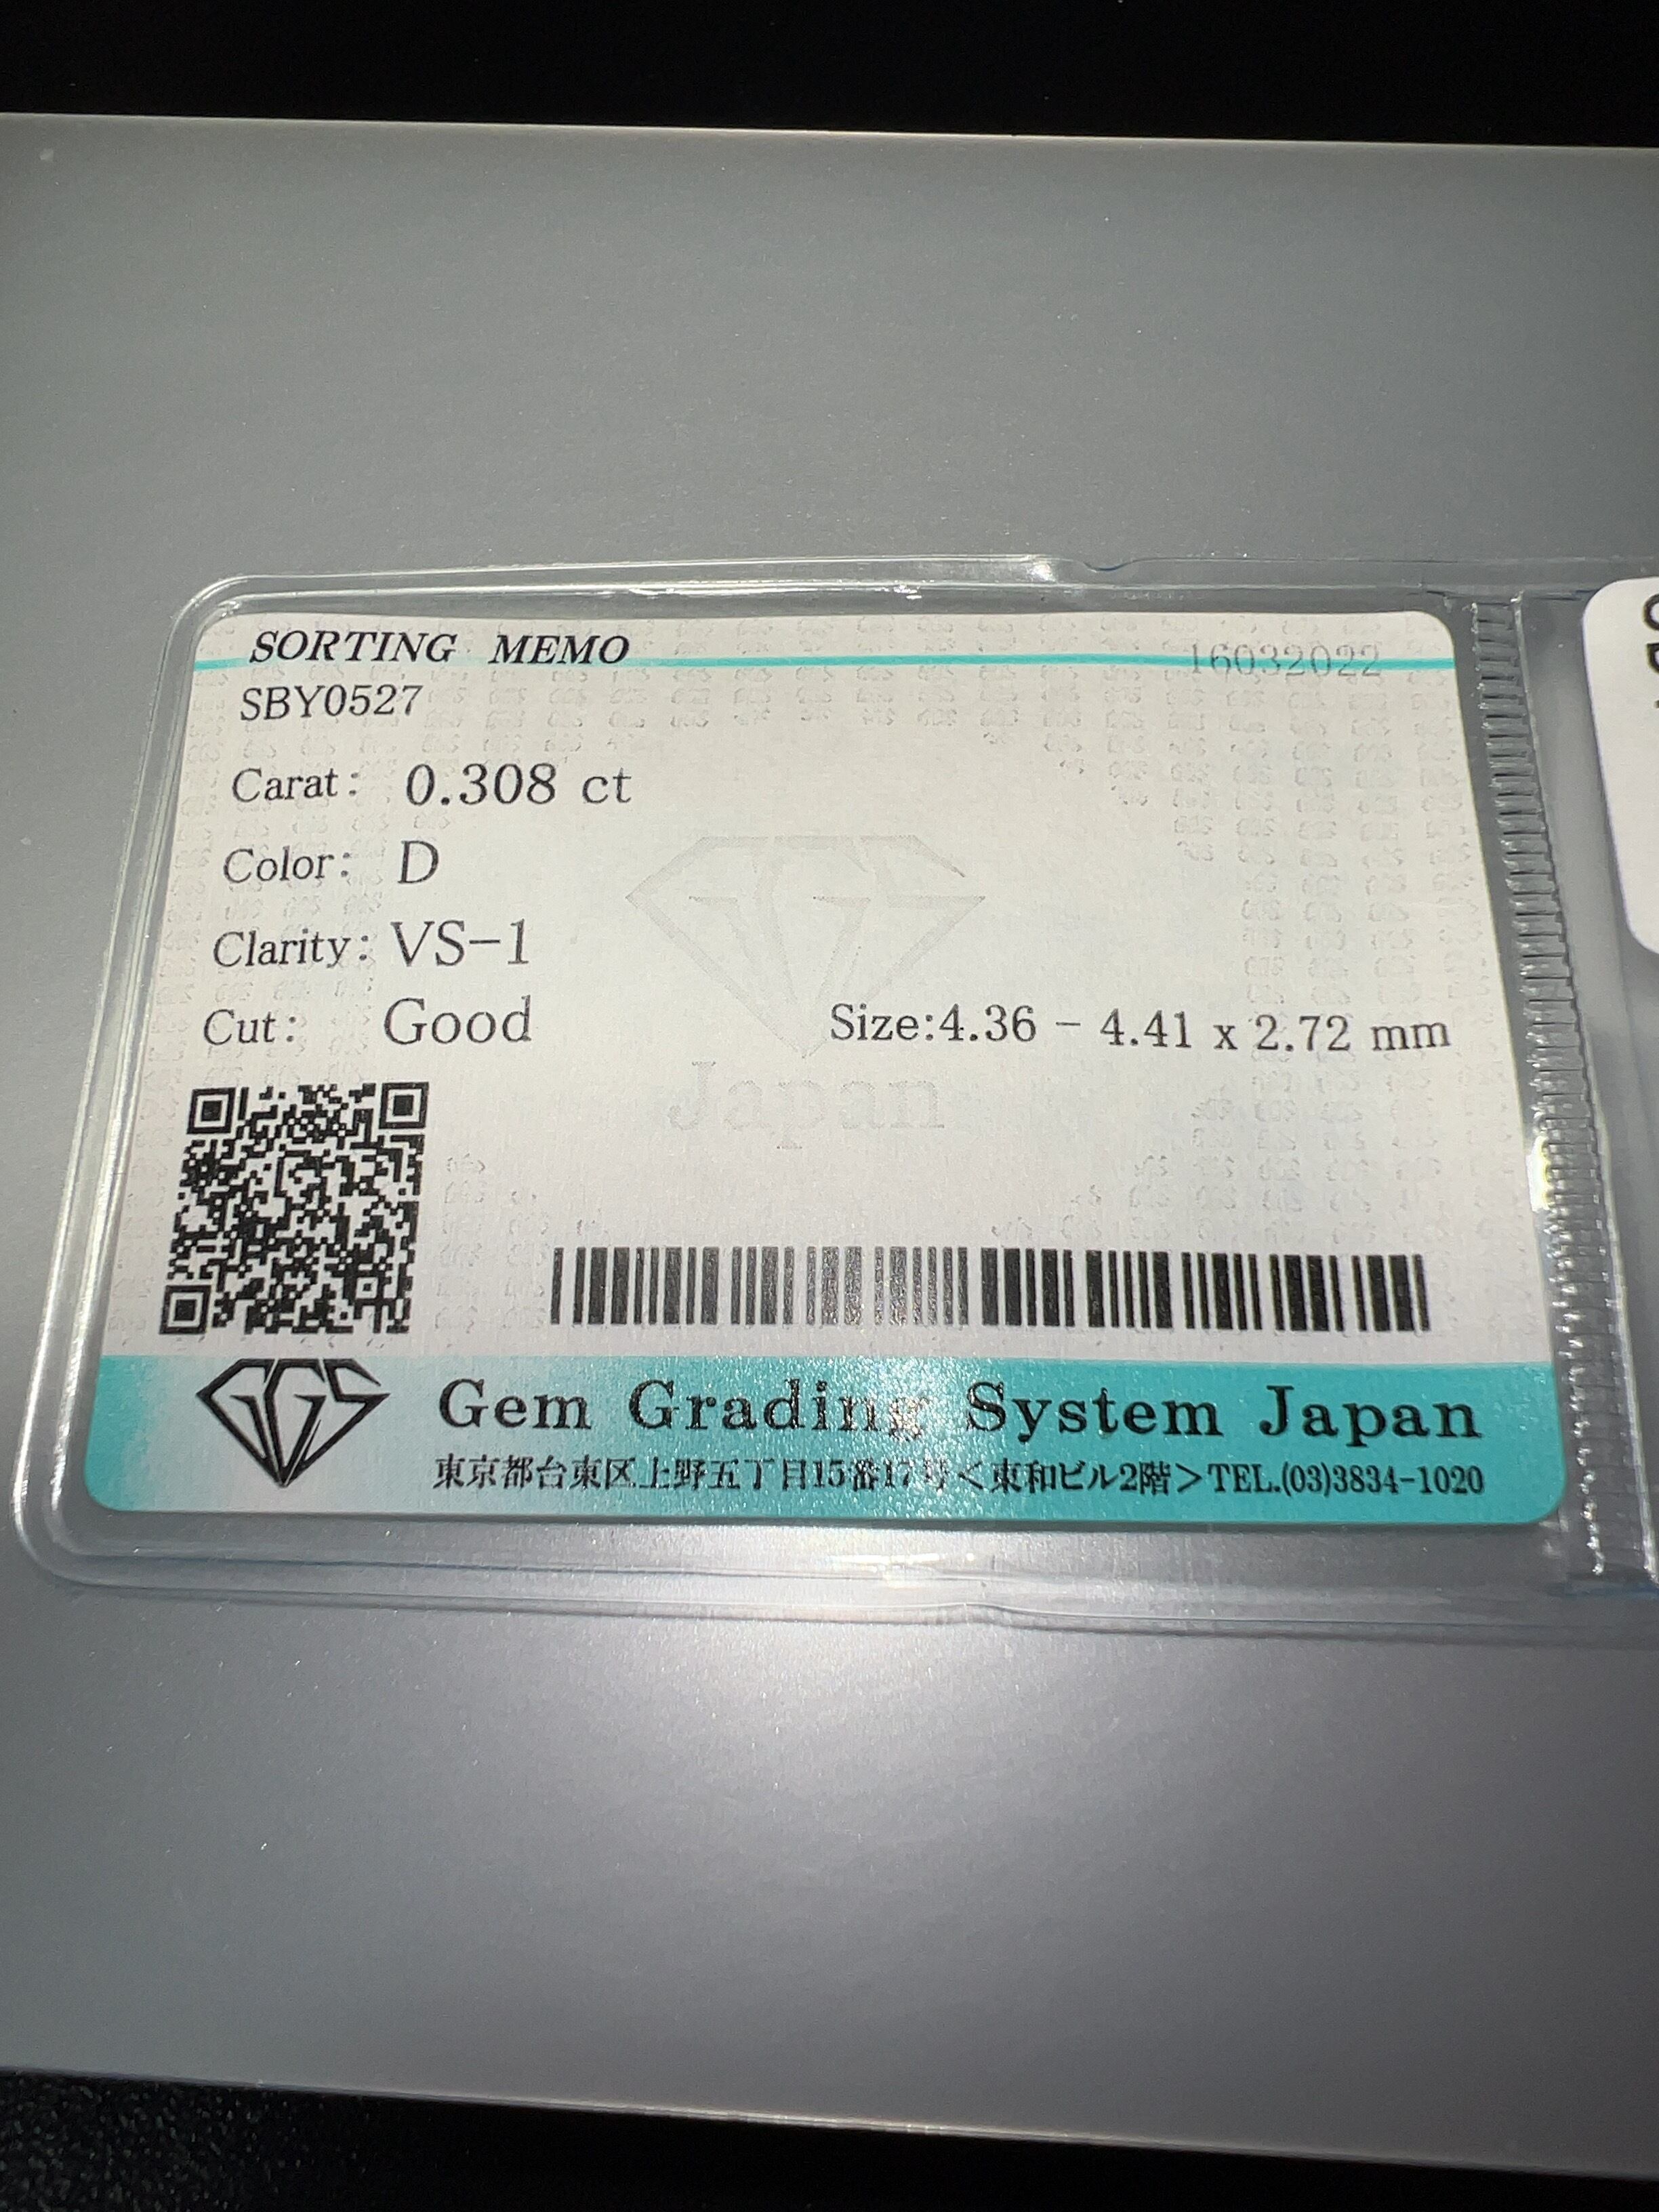 SORTING MEMO
16032022
SBY0527
Carat: 0.308 ct
Color: D
Clarity: VS-1
Cut: Good
Size:4.36 - 4.41 x 2.72 mm
GGS
Japan
GGS
Gem Grading System Japan
東京都台東区上野五丁目15番17号<東和ビル2階>TEL.(03)3834-1020